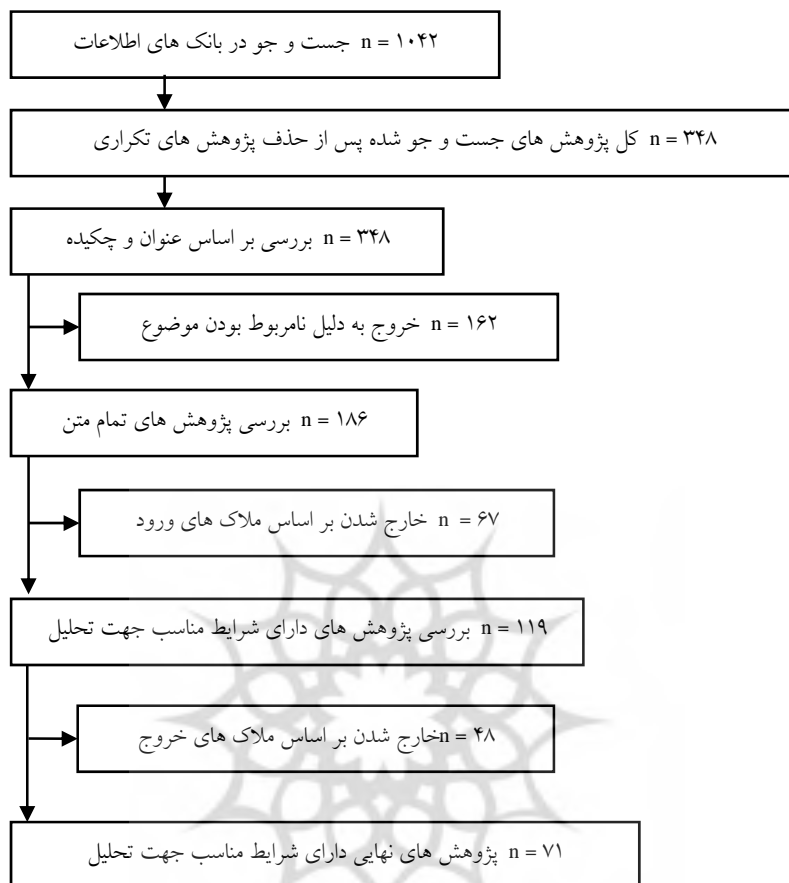 n = ۱۰۴۲ جست و جو در بانک های اطلاعات
n = ۳۴۸ کل پژوهش های جست و جو شده پس از حذف پژوهش های تکراری
n = ۳۴۸ بررسی بر اساس عنوان و چکیده
n = ۱۶۲ خروج به دلیل نامربوط بودن موضوع
n = ۱۸۶ بررسی پژوهش های تمام متن
n = ۶۷ خارج شدن بر اساس ملاک های ورود
n = ۱۱۹ بررسی پژوهش های دارای شرایط مناسب جهت تحلیل
n = ۴۸خارج شدن بر اساس ملاک های خروج
n = ۷۱ پژوهش های نهایی دارای شرایط مناسب جهت تحلیل